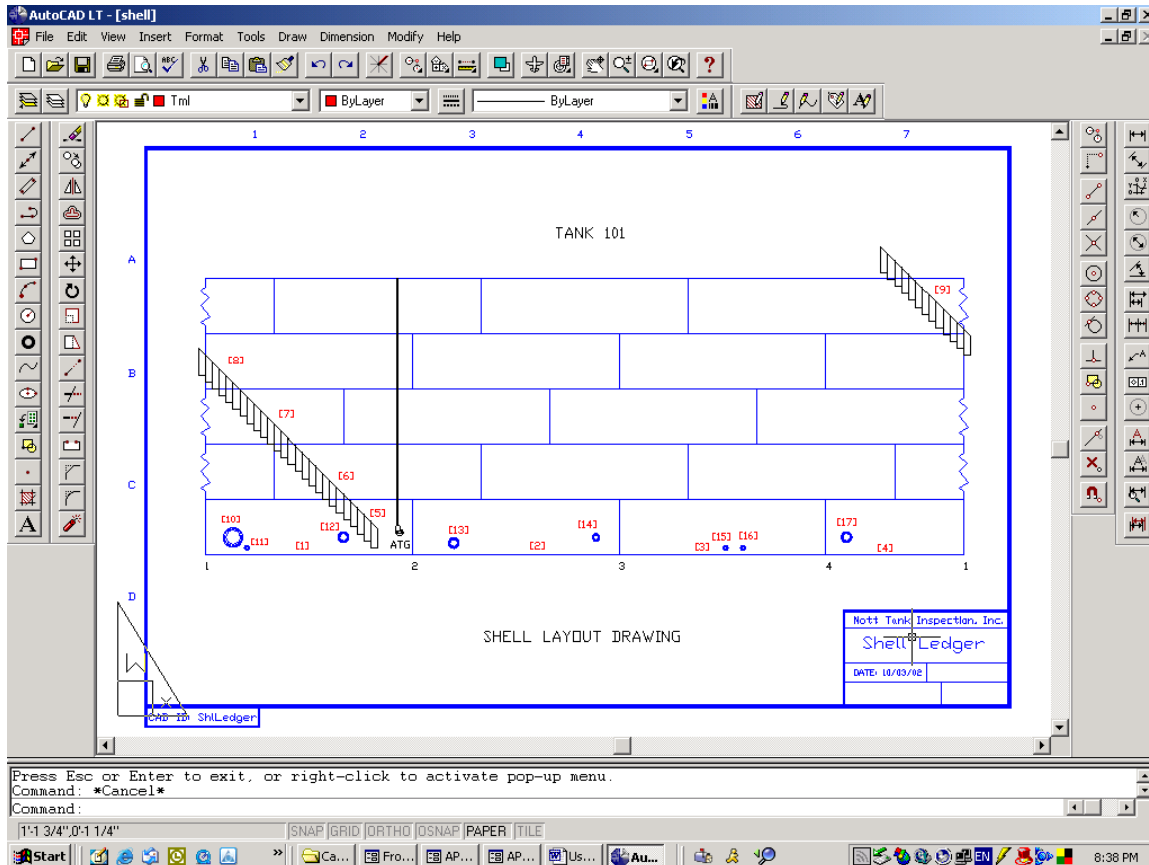 AutoCAD LT - [shell]
File Edit View Insert Format Tools Draw Dimension Modify Help
Tml ByLayer ByLayer
1 2 3 4 5 6 7
TANK 101
A
[9]
[8]
B
[7]
[6]
C
[5]
[10] [12] [13] [14] [15] [16] [17]
[11] [1] ATG [2] [3] [4]
1 2 3 4 1
D
SHELL LAYOUT DRAWING
Nott Tank Inspection, Inc.
Shell Ledger
DATE: 10/03/02
W
X
CAD ID: ShlLedger
Press Esc or Enter to exit, or right-click to activate pop-up menu.
Command: *Cancel*
Command:
1'-1 3/4",0'-1 1/4" SNAP GRID ORTHO OSNAP PAPER TILE
Start » Ca... Fro... AP... AP... Us... Au... EN 8:38 PM